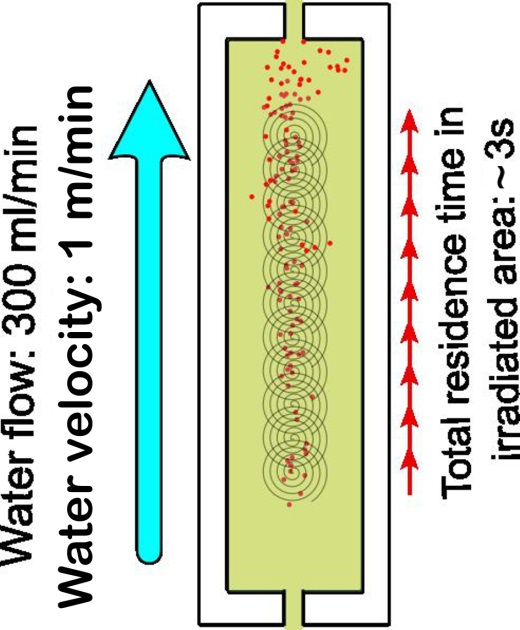 Water flow: 300 ml/min
Water velocity: 1 m/min
Total residence time in
irradiated area: ~3s